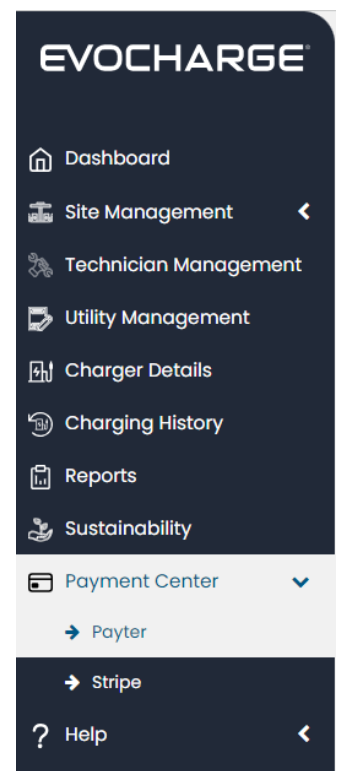 EVOCHARGE
Dashboard
Site Management
Technician Management
Utility Management
Charger Details
Charging History
Reports
Sustainability
Payment Center
Payter
Stripe
Help